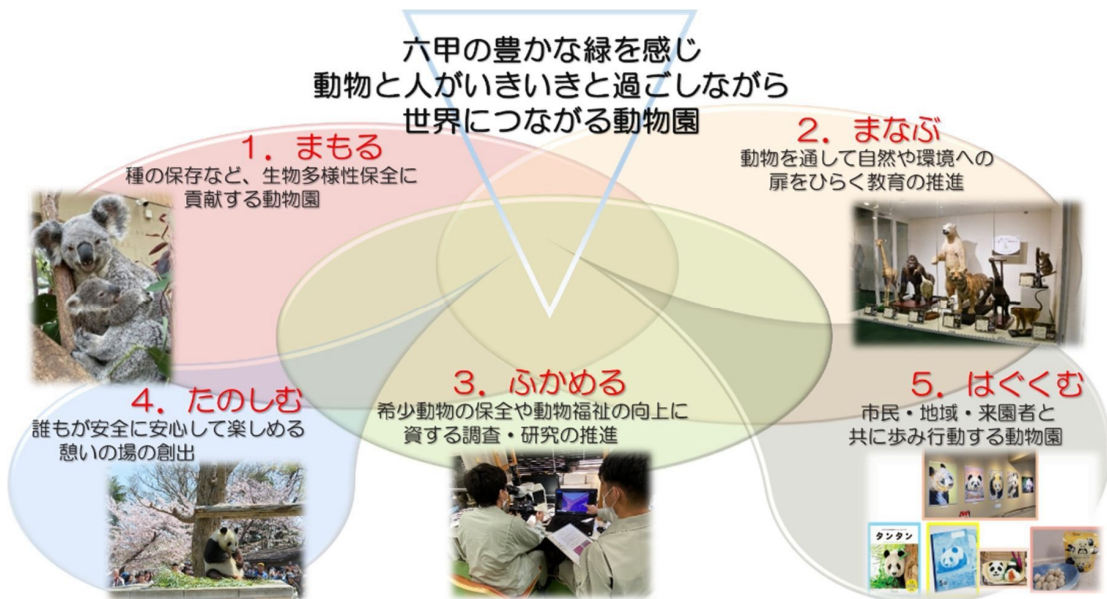 六甲の豊かな緑を感じ
動物と人がいきいきと過ごしながら
世界につながる動物園
1. まもる
種の保存など、生物多様性保全に
貢献する動物園
2. まなぶ
動物を通して自然や環境への
扉をひらく教育の推進
3. ふかめる
希少動物の保全や動物福祉の向上に
資する調査・研究の推進
4. たのしむ
誰もが安全に安心して楽しめる
憩いの場の創出
5. はぐくむ
市民・地域・来園者と
共に歩み行動する動物園
タンタン